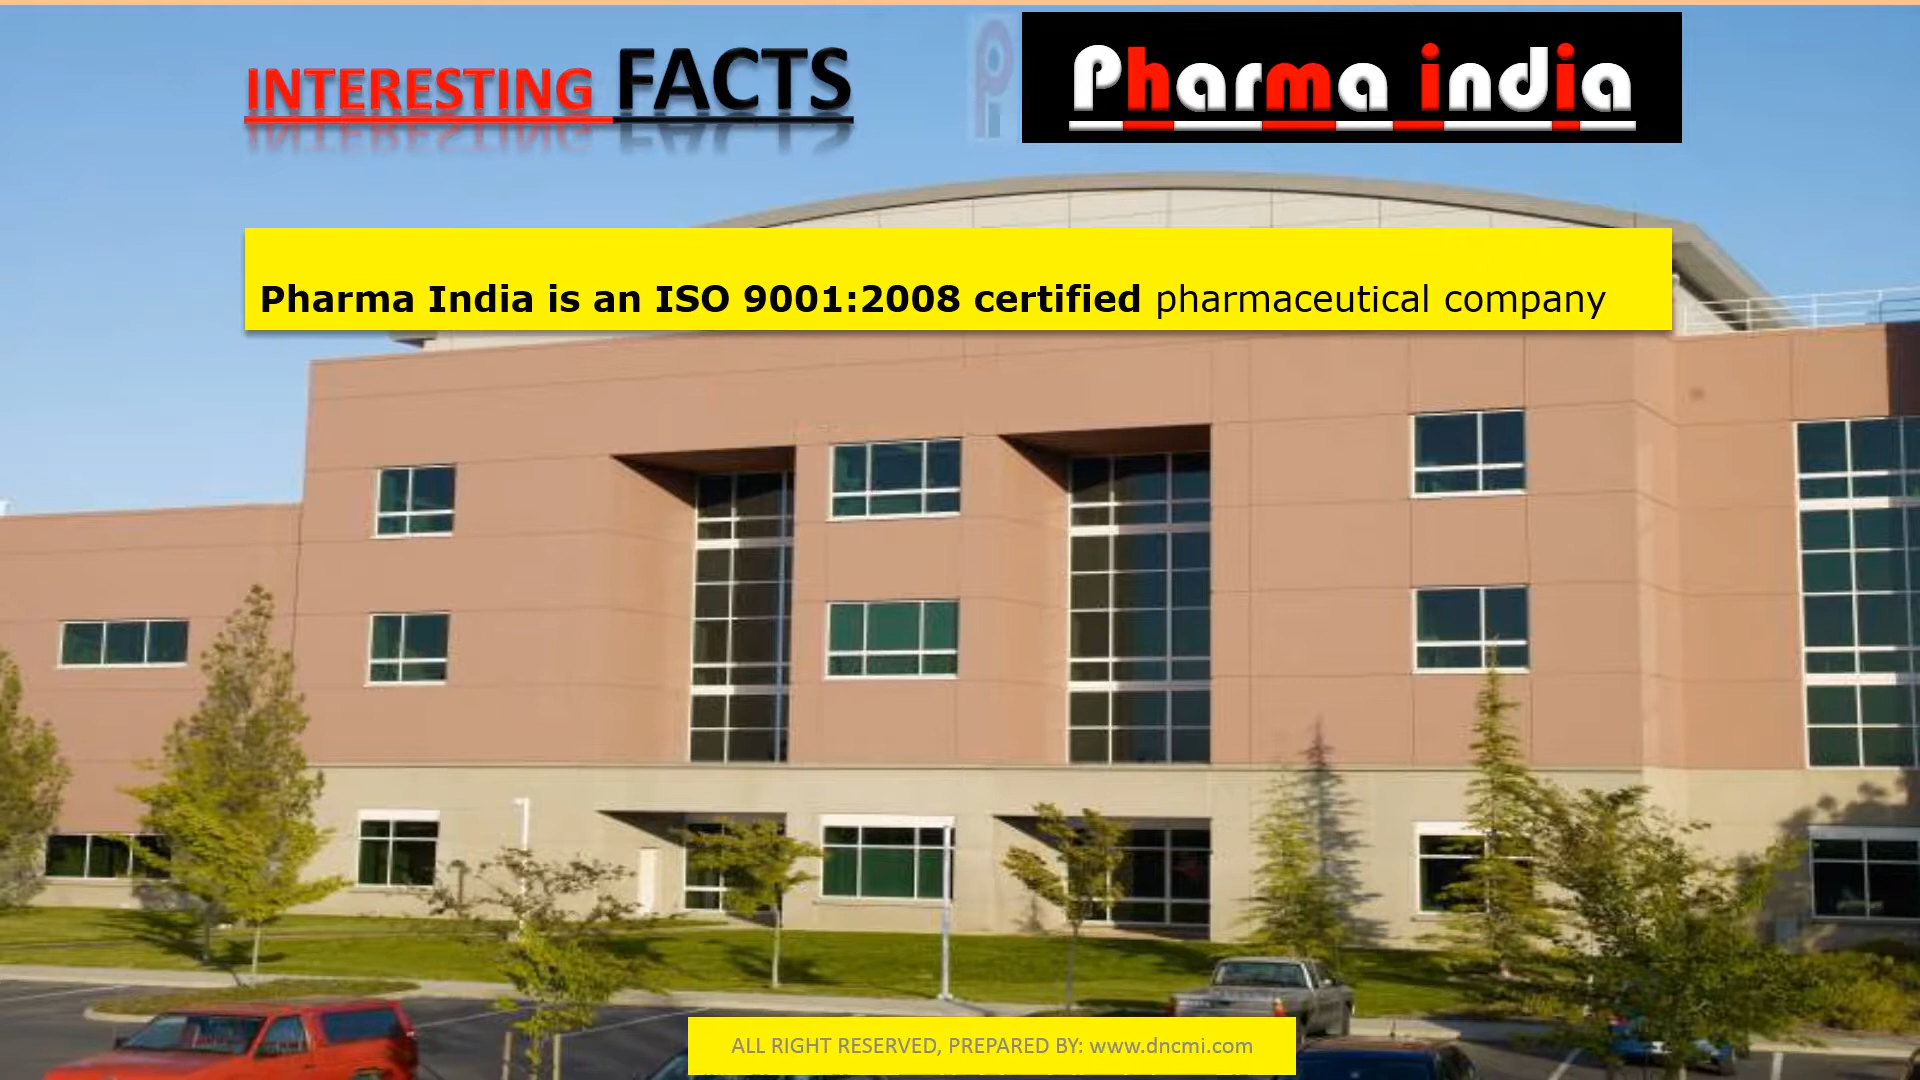 INTERESTING FACTS
Pharma india
Pharma India is an ISO 9001:2008 certified pharmaceutical company
ALL RIGHT RESERVED, PREPARED BY: www.dncmi.com